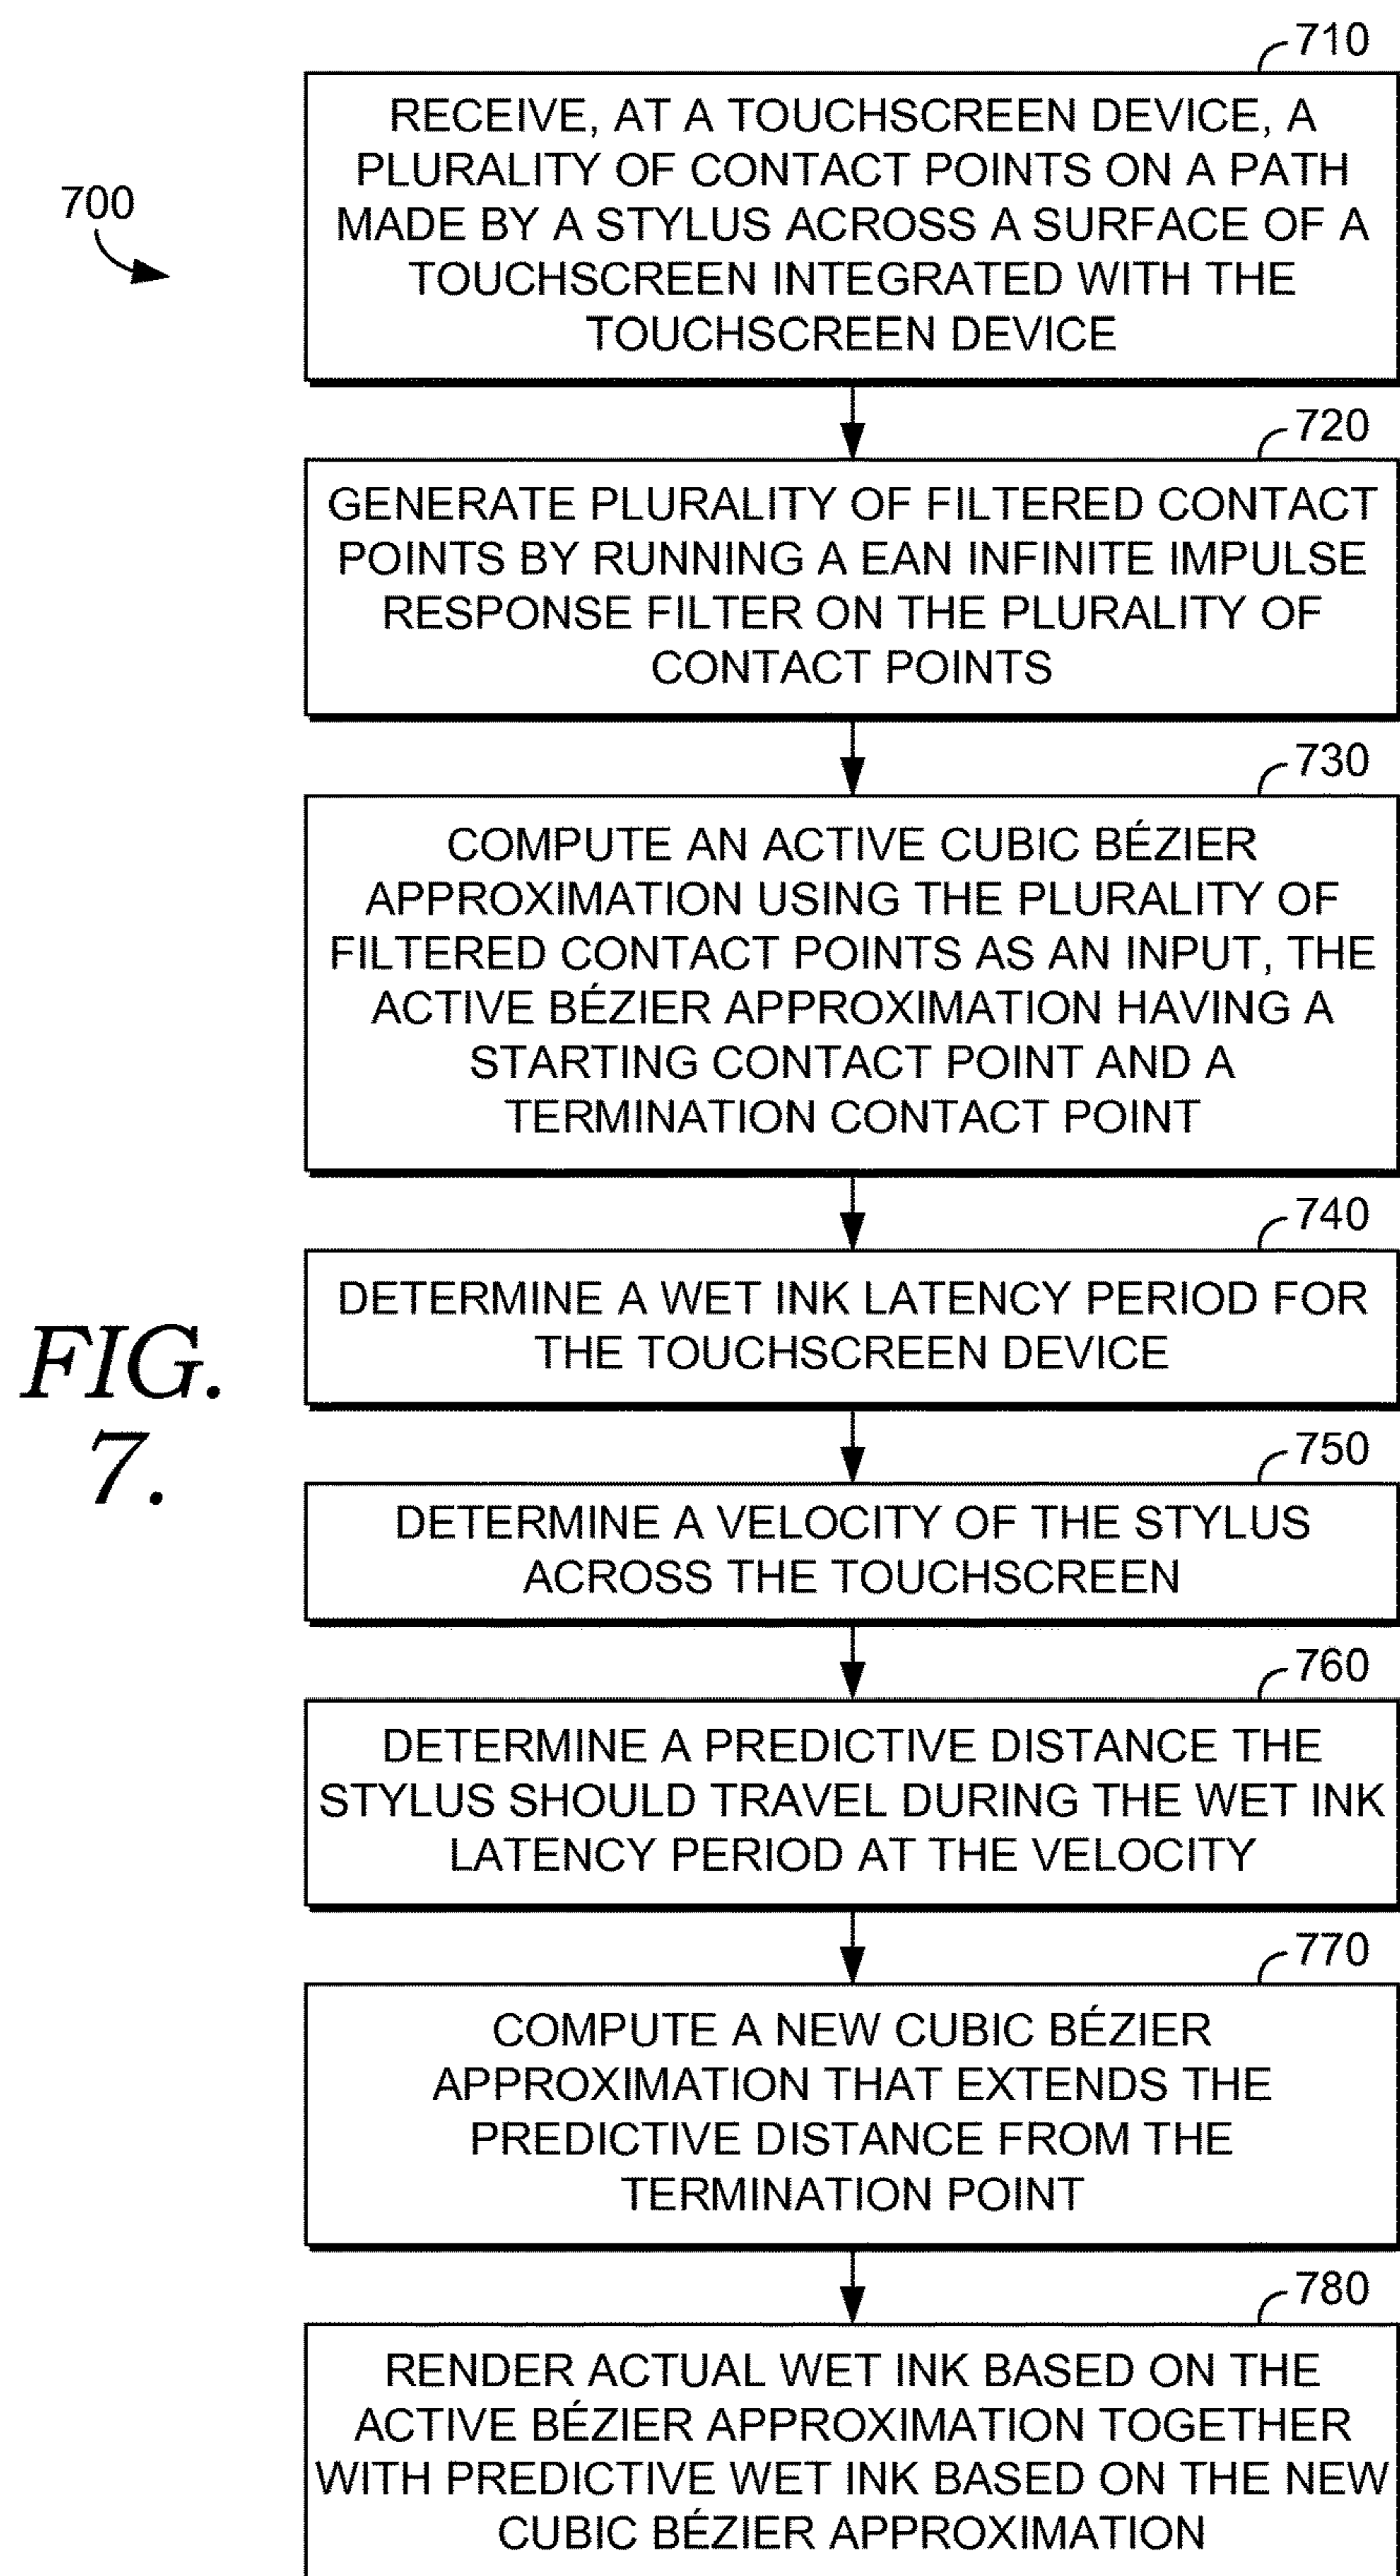 710
RECEIVE, AT A TOUCHSCREEN DEVICE, A
PLURALITY OF CONTACT POINTS ON A PATH
MADE BY A STYLUS ACROSS A SURFACE OF A
TOUCHSCREEN INTEGRATED WITH THE
TOUCHSCREEN DEVICE
700
720
GENERATE PLURALITY OF FILTERED CONTACT
POINTS BY RUNNING A EAN INFINITE IMPULSE
RESPONSE FILTER ON THE PLURALITY OF
CONTACT POINTS
730
COMPUTE AN ACTIVE CUBIC BÉZIER
APPROXIMATION USING THE PLURALITY OF
FILTERED CONTACT POINTS AS AN INPUT, THE
ACTIVE BÉZIER APPROXIMATION HAVING A
STARTING CONTACT POINT AND A
TERMINATION CONTACT POINT
740
DETERMINE A WET INK LATENCY PERIOD FOR
THE TOUCHSCREEN DEVICE
FIG.
7.
750
DETERMINE A VELOCITY OF THE STYLUS
ACROSS THE TOUCHSCREEN
760
DETERMINE A PREDICTIVE DISTANCE THE
STYLUS SHOULD TRAVEL DURING THE WET INK
LATENCY PERIOD AT THE VELOCITY
770
COMPUTE A NEW CUBIC BÉZIER
APPROXIMATION THAT EXTENDS THE
PREDICTIVE DISTANCE FROM THE
TERMINATION POINT
780
RENDER ACTUAL WET INK BASED ON THE
ACTIVE BÉZIER APPROXIMATION TOGETHER
WITH PREDICTIVE WET INK BASED ON THE NEW
CUBIC BÉZIER APPROXIMATION